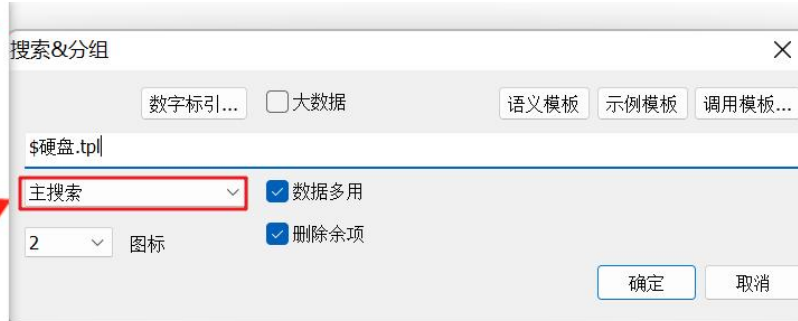 搜索&分组
数字标引... 大数据 语义模板 示例模板 调用模板...
$硬盘.tpl
主搜索 数据多用
2 图标 删除余项
确定 取消